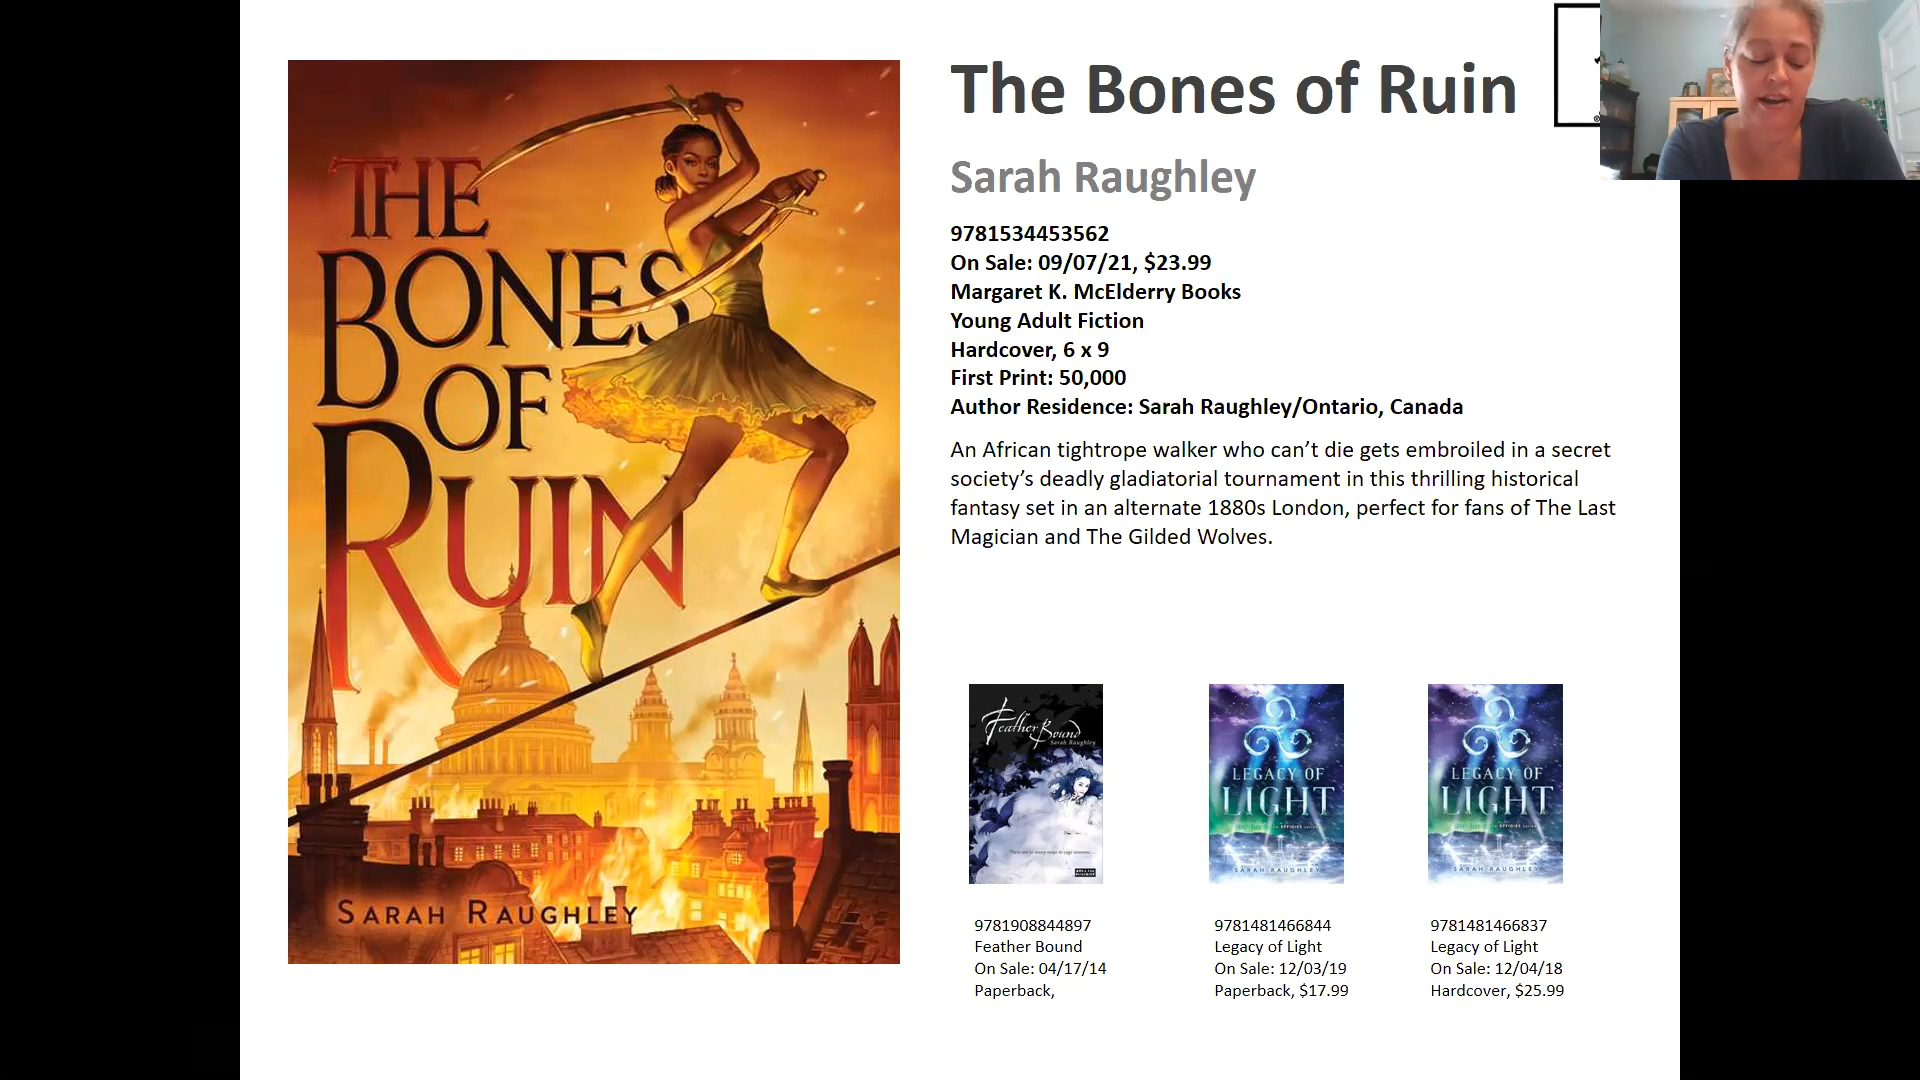 The Bones of Ruin
Sarah Raughley
9781534453562
On Sale: 09/07/21, $23.99
Margaret K. McElderry Books
Young Adult Fiction
Hardcover, 6 x 9
First Print: 50,000
Author Residence: Sarah Raughley/Ontario, Canada
An African tightrope walker who can’t die gets embroiled in a secret
society’s deadly gladiatorial tournament in this thrilling historical
fantasy set in an alternate 1880s London, perfect for fans of The Last
Magician and The Gilded Wolves.
THE
BONES
OF
RUIN
SARAH RAUGHLEY
Feather Bound
Sarah Raughley
LEGACY OF
LIGHT
SARAH RAUGHLEY
LEGACY OF
LIGHT
SARAH RAUGHLEY
9781908844897
Feather Bound
On Sale: 04/17/14
Paperback,
9781481466844
Legacy of Light
On Sale: 12/03/19
Paperback, $17.99
9781481466837
Legacy of Light
On Sale: 12/04/18
Hardcover, $25.99